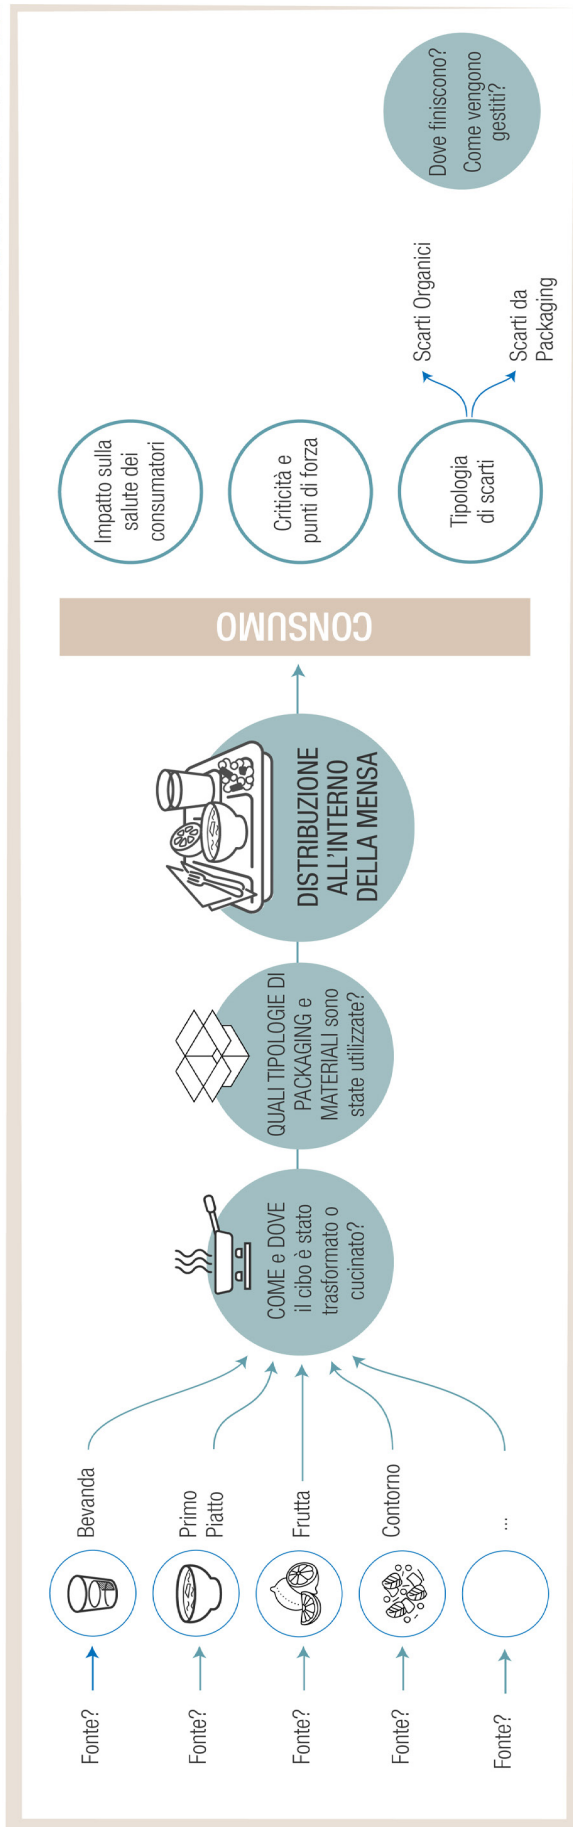 Fonte?
Bevanda
Fonte?
Primo
Piatto
Fonte?
Frutta
Fonte?
Contorno
Fonte?
...
COME e DOVE
il cibo è stato
trasformato o
cucinato?
QUALI TIPOLOGIE DI
PACKAGING e
MATERIALI sono
state utilizzate?
DISTRIBUZIONE
ALL'INTERNO
DELLA MENSA
CONSUMO
Impatto sulla
salute dei
consumatori
Criticità e
punti di forza
Tipologia
di scarti
Scarti Organici
Scarti da
Packaging
Dove finiscono?
Come vengono
gestiti?